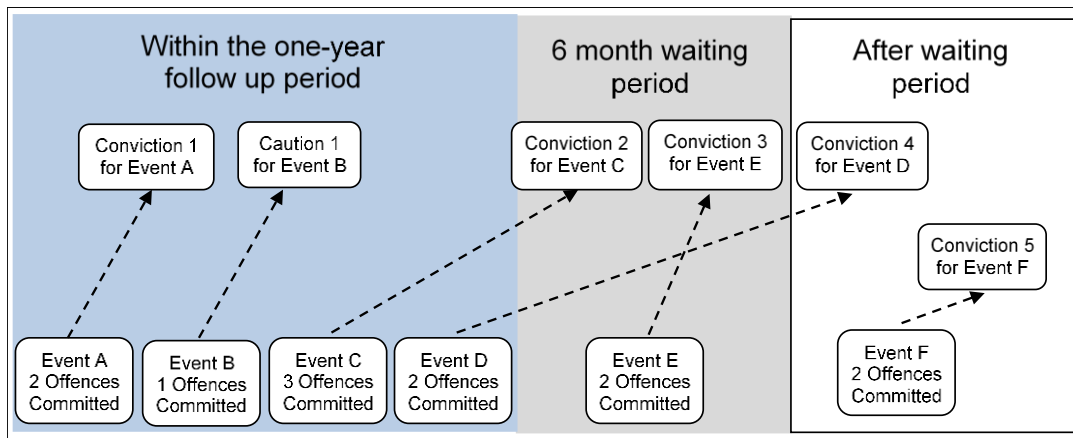 Within the one-year
follow up period
6 month waiting
period
After waiting
period
Conviction 1
for Event A
Caution 1
for Event B
Conviction 2
for Event C
Conviction 3
for Event E
Conviction 4
for Event D
Conviction 5
for Event F
Event A
2 Offences
Committed
Event B
1 Offences
Committed
Event C
3 Offences
Committed
Event D
2 Offences
Committed
Event E
2 Offences
Committed
Event F
2 Offences
Committed